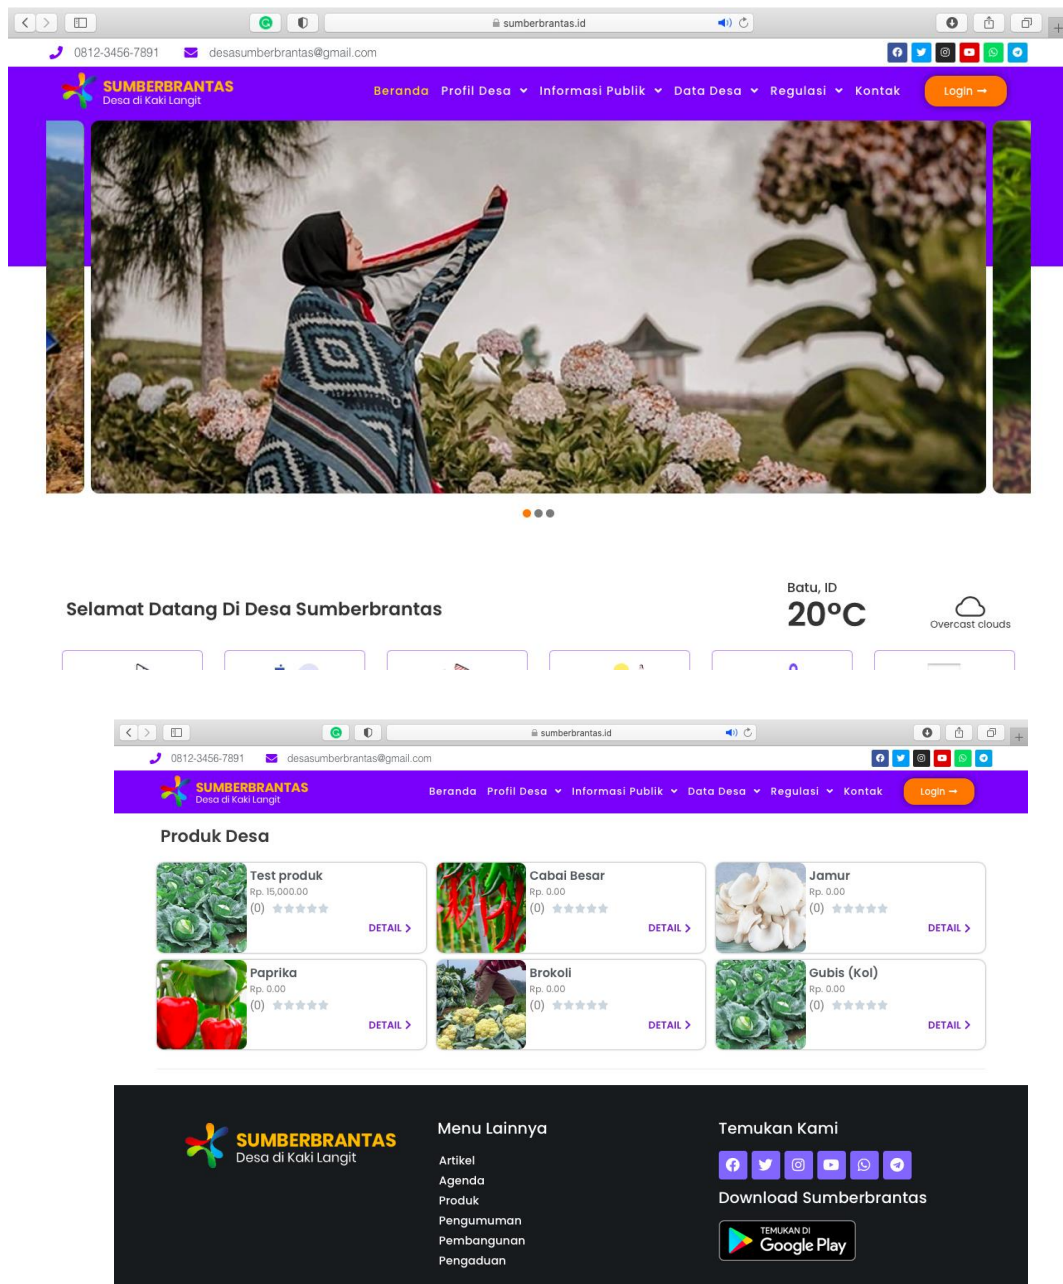 sumberbrantas.id
0812-3456-7891 desasumberbrantas@gmail.com
SUMBERBRANTAS
Desa di Kaki Langit
Beranda Profil Desa Informasi Publik Data Desa Regulasi Kontak Login
Batu, ID
Selamat Datang Di Desa Sumberbrantas
20°C
Overcast clouds
sumberbrantas.id
0812-3456-7891 desasumberbrantas@gmail.com
SUMBERBRANTAS
Desa di Kaki Langit
Beranda Profil Desa Informasi Publik Data Desa Regulasi Kontak Login
Produk Desa
Test produk
Rp. 15,000.00
(0)
DETAIL
Cabai Besar
Rp. 0.00
(0)
DETAIL
Jamur
Rp. 0.00
(0)
DETAIL
Paprika
Rp. 0.00
(0)
DETAIL
Brokoli
Rp. 0.00
(0)
DETAIL
Gubis (Kol)
Rp. 0.00
(0)
DETAIL
SUMBERBRANTAS
Desa di Kaki Langit
Menu Lainnya
Artikel
Agenda
Produk
Pengumuman
Pembangunan
Pengaduan
Temukan Kami
Download Sumberbrantas
TEMUKAN DI
Google Play